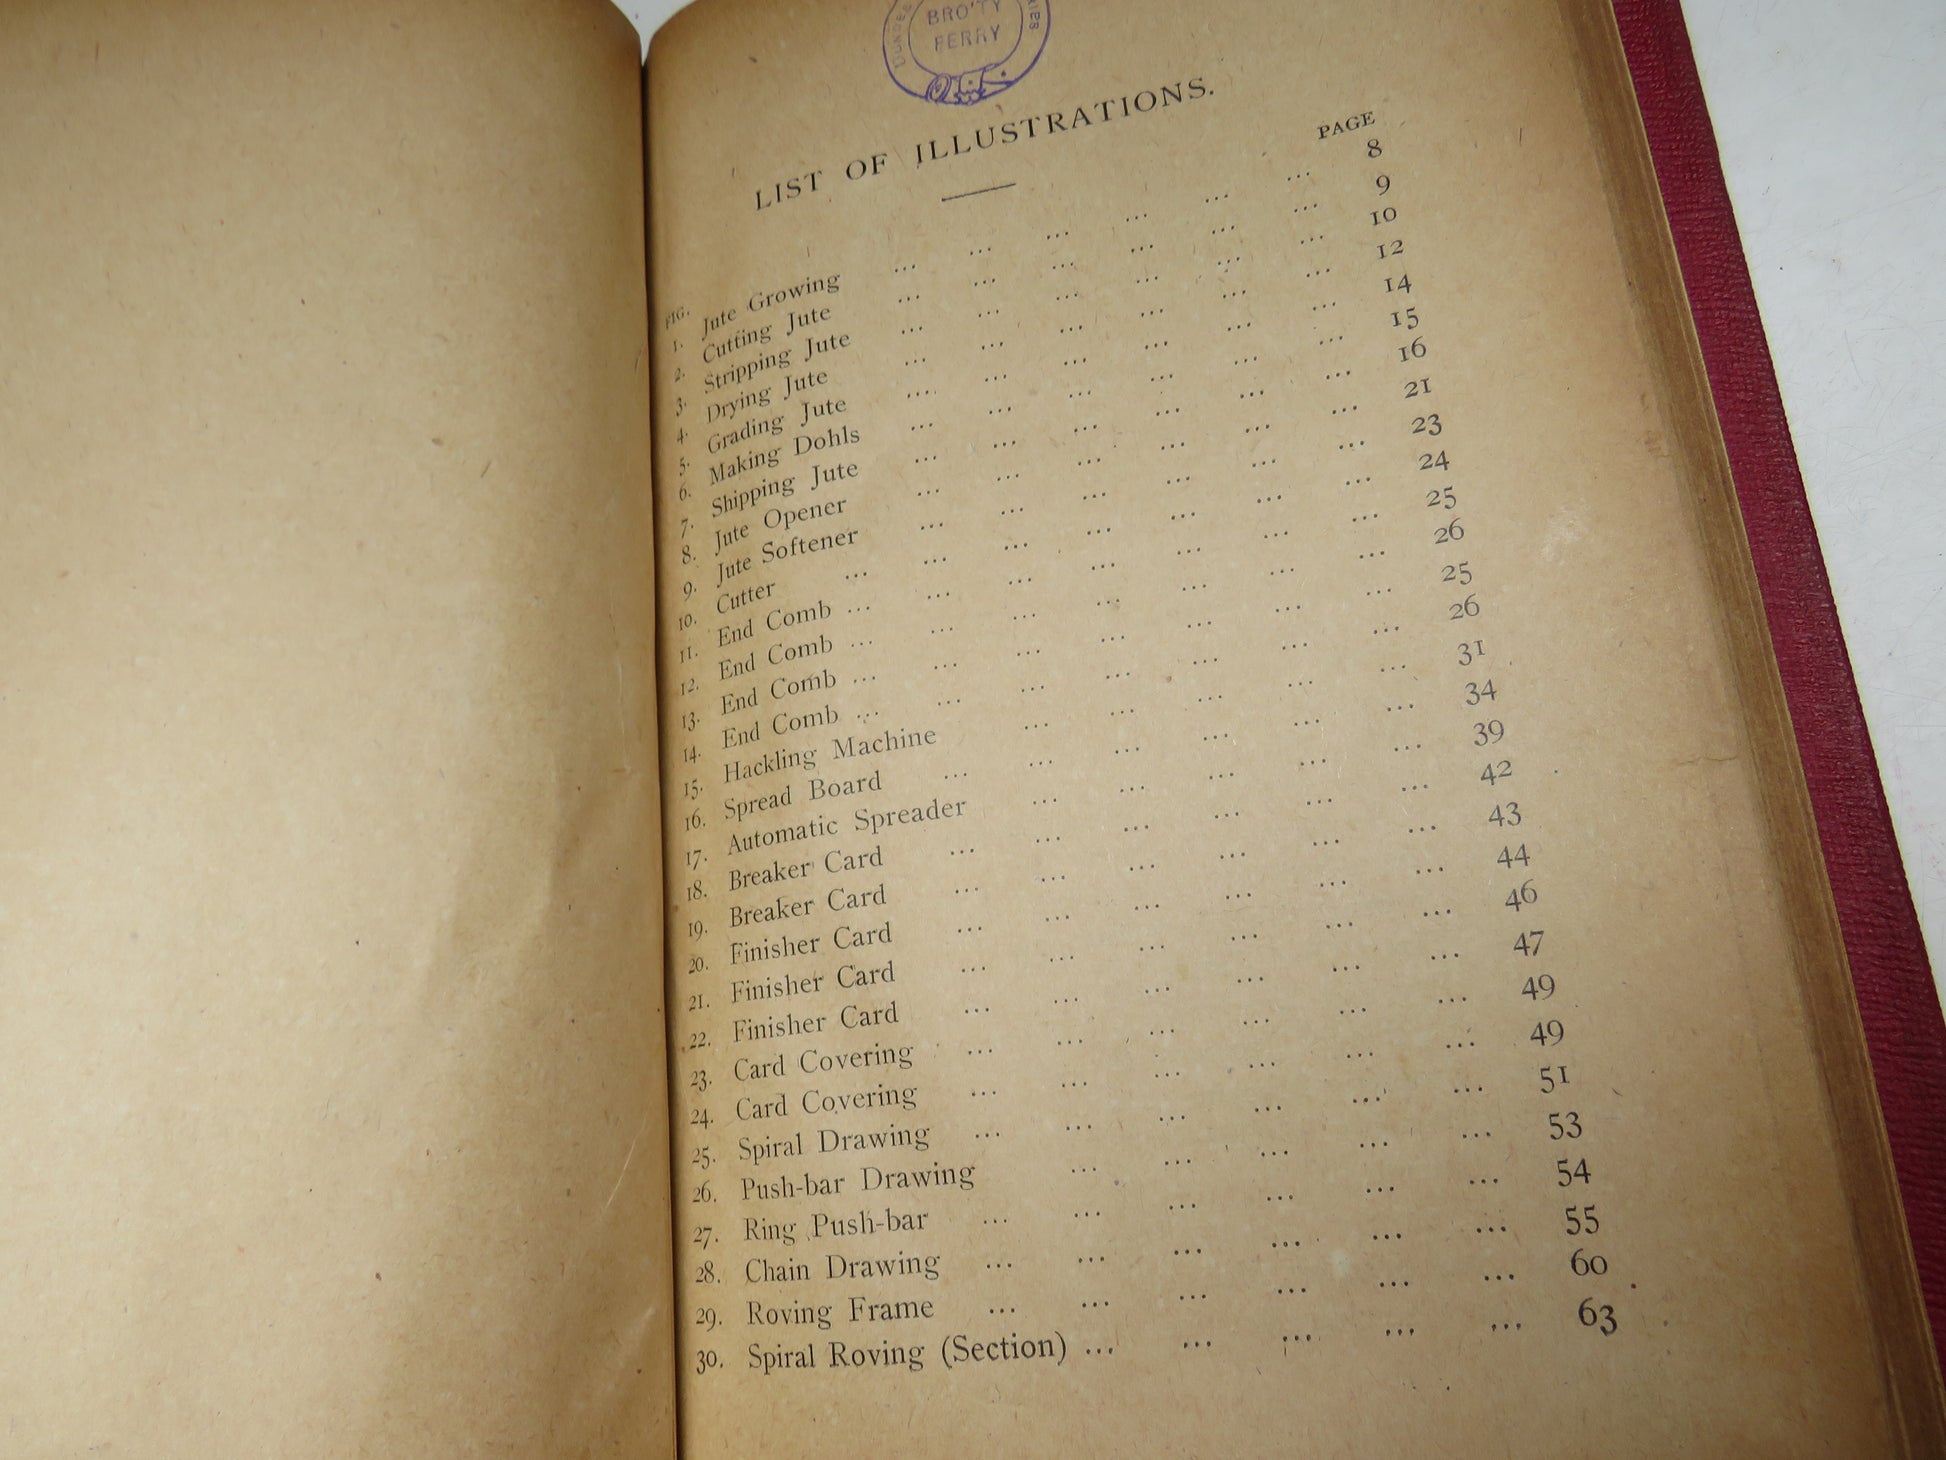 DUNDEE
BRO'TY
FERRY
LIST OF ILLUSTRATIONS.
FIG. PAGE
1. Jute Growing ... ... ... ... ... ... 8
2. Cutting Jute ... ... ... ... ... ... 9
3. Stripping Jute ... ... ... ... ... ... 10
4. Drying Jute ... ... ... ... ... ... 12
5. Grading Jute ... ... ... ... ... ... 14
6. Making Dohls ... ... ... ... ... ... 15
7. Shipping Jute ... ... ... ... ... ... 16
8. Jute Opener ... ... ... ... ... ... 21
9. Jute Softener ... ... ... ... ... ... 23
10. Cutter ... ... ... ... ... ... ... 24
11. End Comb ... ... ... ... ... ... ... 25
12. End Comb ... ... ... ... ... ... ... 26
13. End Comb ... ... ... ... ... ... ... 25
14. End Comb ... ... ... ... ... ... ... 26
15. Hackling Machine ... ... ... ... ... 31
16. Spread Board ... ... ... ... ... ... 34
17. Automatic Spreader ... ... ... ... ... 39
18. Breaker Card ... ... ... ... ... ... 42
19. Breaker Card ... ... ... ... ... ... 43
20. Finisher Card ... ... ... ... ... ... 44
21. Finisher Card ... ... ... ... ... ... 46
22. Finisher Card ... ... ... ... ... ... 47
23. Card Covering ... ... ... ... ... ... 49
24. Card Covering ... ... ... ... ... ... 49
25. Spiral Drawing ... ... ... ... ... ... 51
26. Push-bar Drawing ... ... ... ... ... 53
27. Ring Push-bar ... ... ... ... ... ... 54
28. Chain Drawing ... ... ... ... ... ... 55
29. Roving Frame ... ... ... ... ... ... 60
30. Spiral Roving (Section) ... ... ... ... ... 63